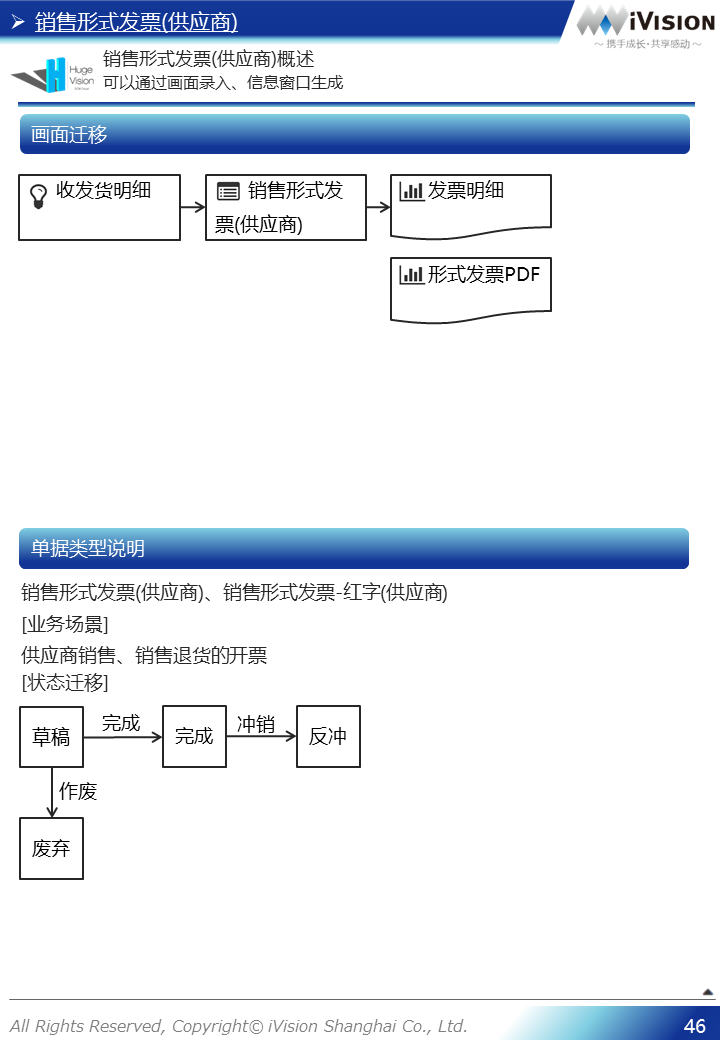 销售形式发票(供应商)
iVISION
～ 携手成长·共享感动 ～
Huge
Vision
销售形式发票(供应商)概述
可以通过画面录入、信息窗口生成
画面迁移
收发货明细
销售形式发
票(供应商)
发票明细
形式发票PDF
单据类型说明
销售形式发票(供应商)、销售形式发票-红字(供应商)
[业务场景]
供应商销售、销售退货的开票
[状态迁移]
草稿
完成
完成
冲销
反冲
作废
废弃
All Rights Reserved, Copyright© iVision Shanghai Co., Ltd.
46